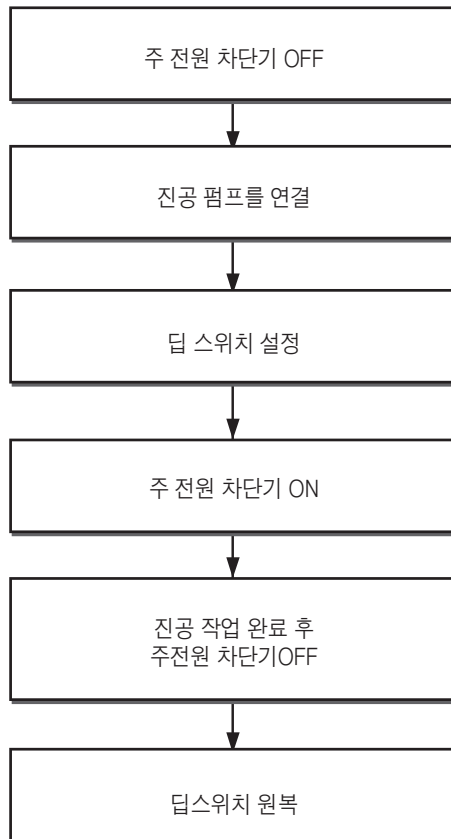 주 전원 차단기 OFF
진공 펌프를 연결
딥 스위치 설정
주 전원 차단기 ON
진공 작업 완료 후
주전원 차단기OFF
딥스위치 원복